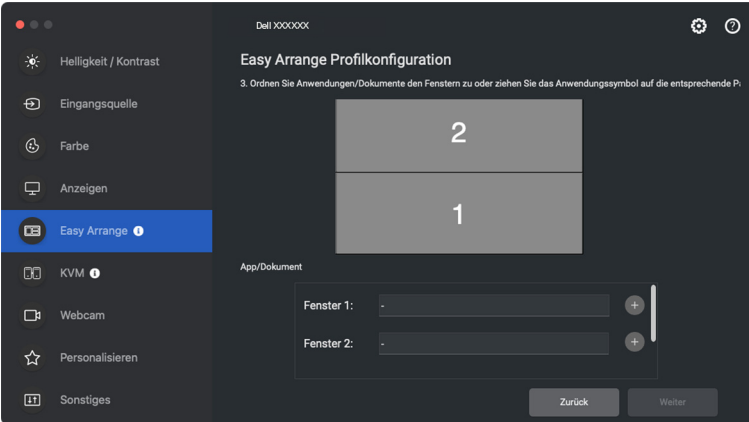 Dell XXXXXX
Helligkeit / Kontrast
Eingangsquelle
Farbe
Anzeigen
Easy Arrange
KVM
Webcam
Personalisieren
Sonstiges
Easy Arrange Profilkonfiguration
3. Ordnen Sie Anwendungen/Dokumente den Fenstern zu oder ziehen Sie das Anwendungssymbol auf die entsprechende
2
1
App/Dokument
Fenster 1: -
Fenster 2: -
Zurück
Weiter